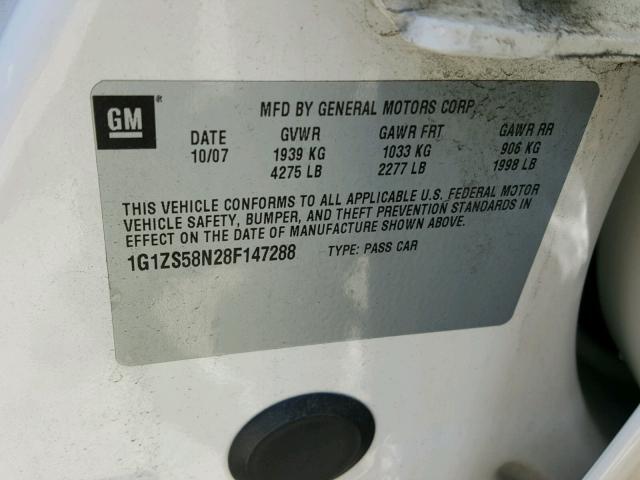 GM ® MFD BY GENERAL MOTORS CORP
DATE GVWR GAWR FRT GAWR RR
10/07 1939 KG 1033 KG 906 KG
4275 LB 2277 LB 1998 LB
THIS VEHICLE CONFORMS TO ALL APPLICABLE U.S. FEDERAL MOTOR
VEHICLE SAFETY, BUMPER, AND THEFT PREVENTION STANDARDS IN
EFFECT ON THE DATE OF MANUFACTURE SHOWN ABOVE.
1G1ZS58N28F147288 TYPE: PASS CAR